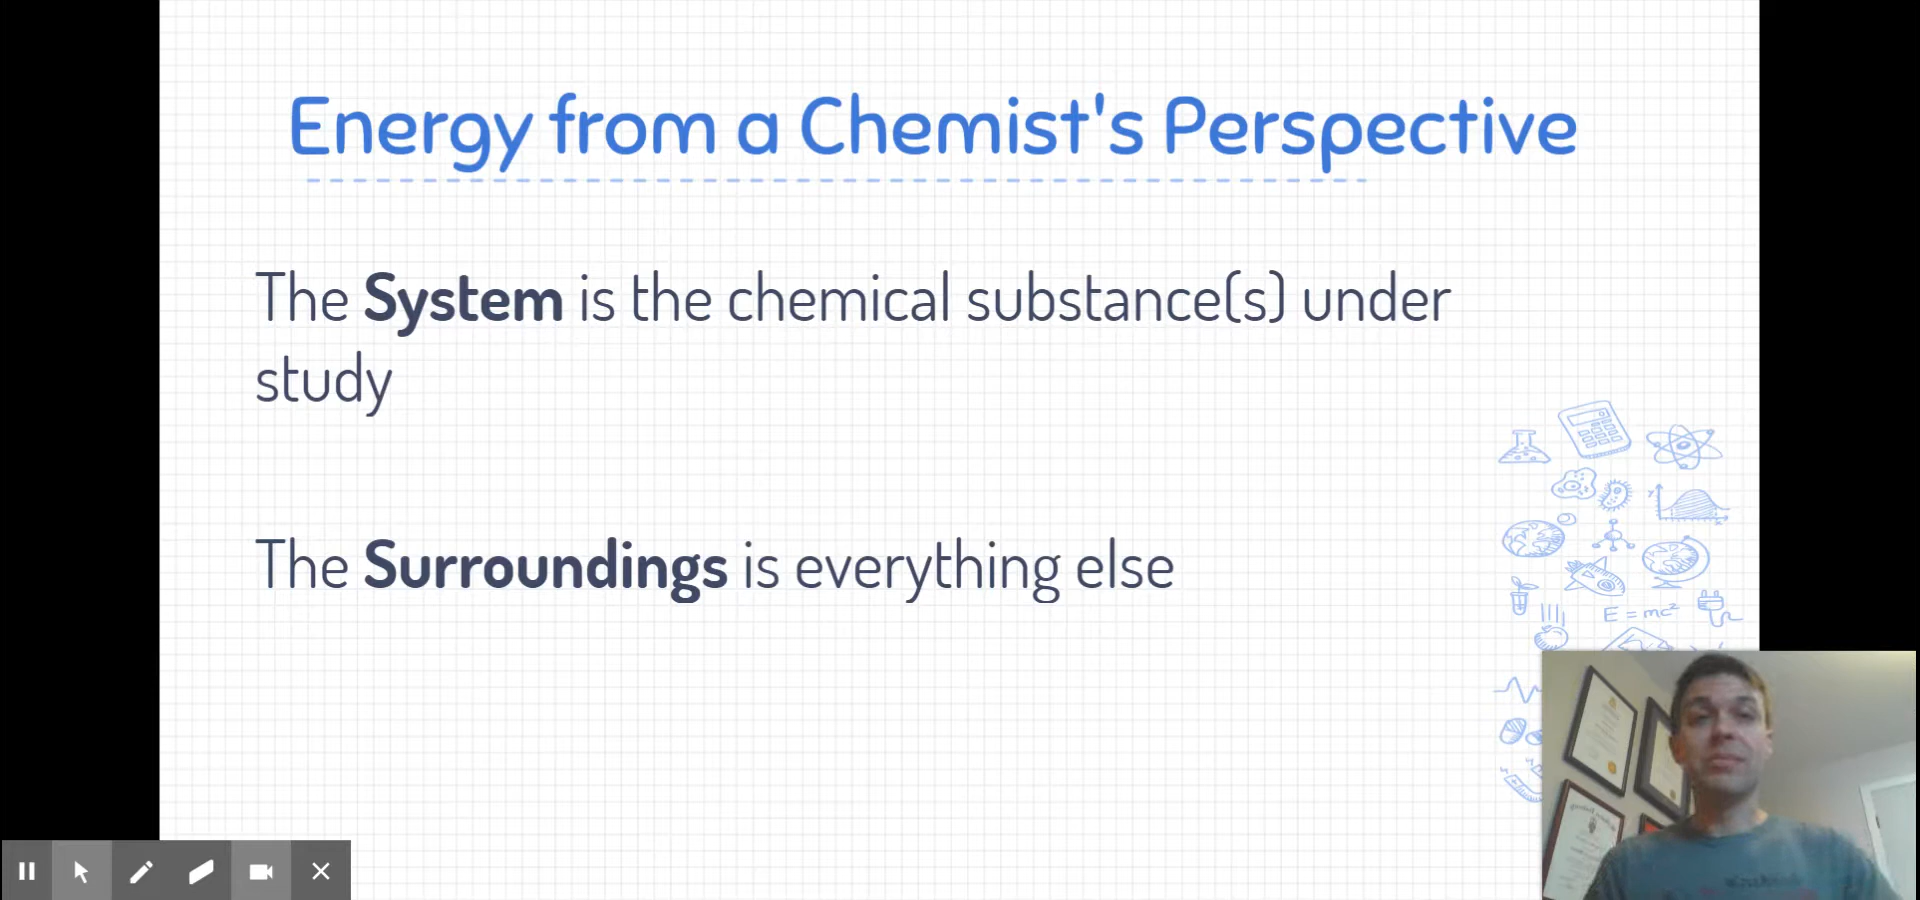 Energy from a Chemist's Perspective
The System is the chemical substance(s) under
study
The Surroundings is everything else
E = mc²